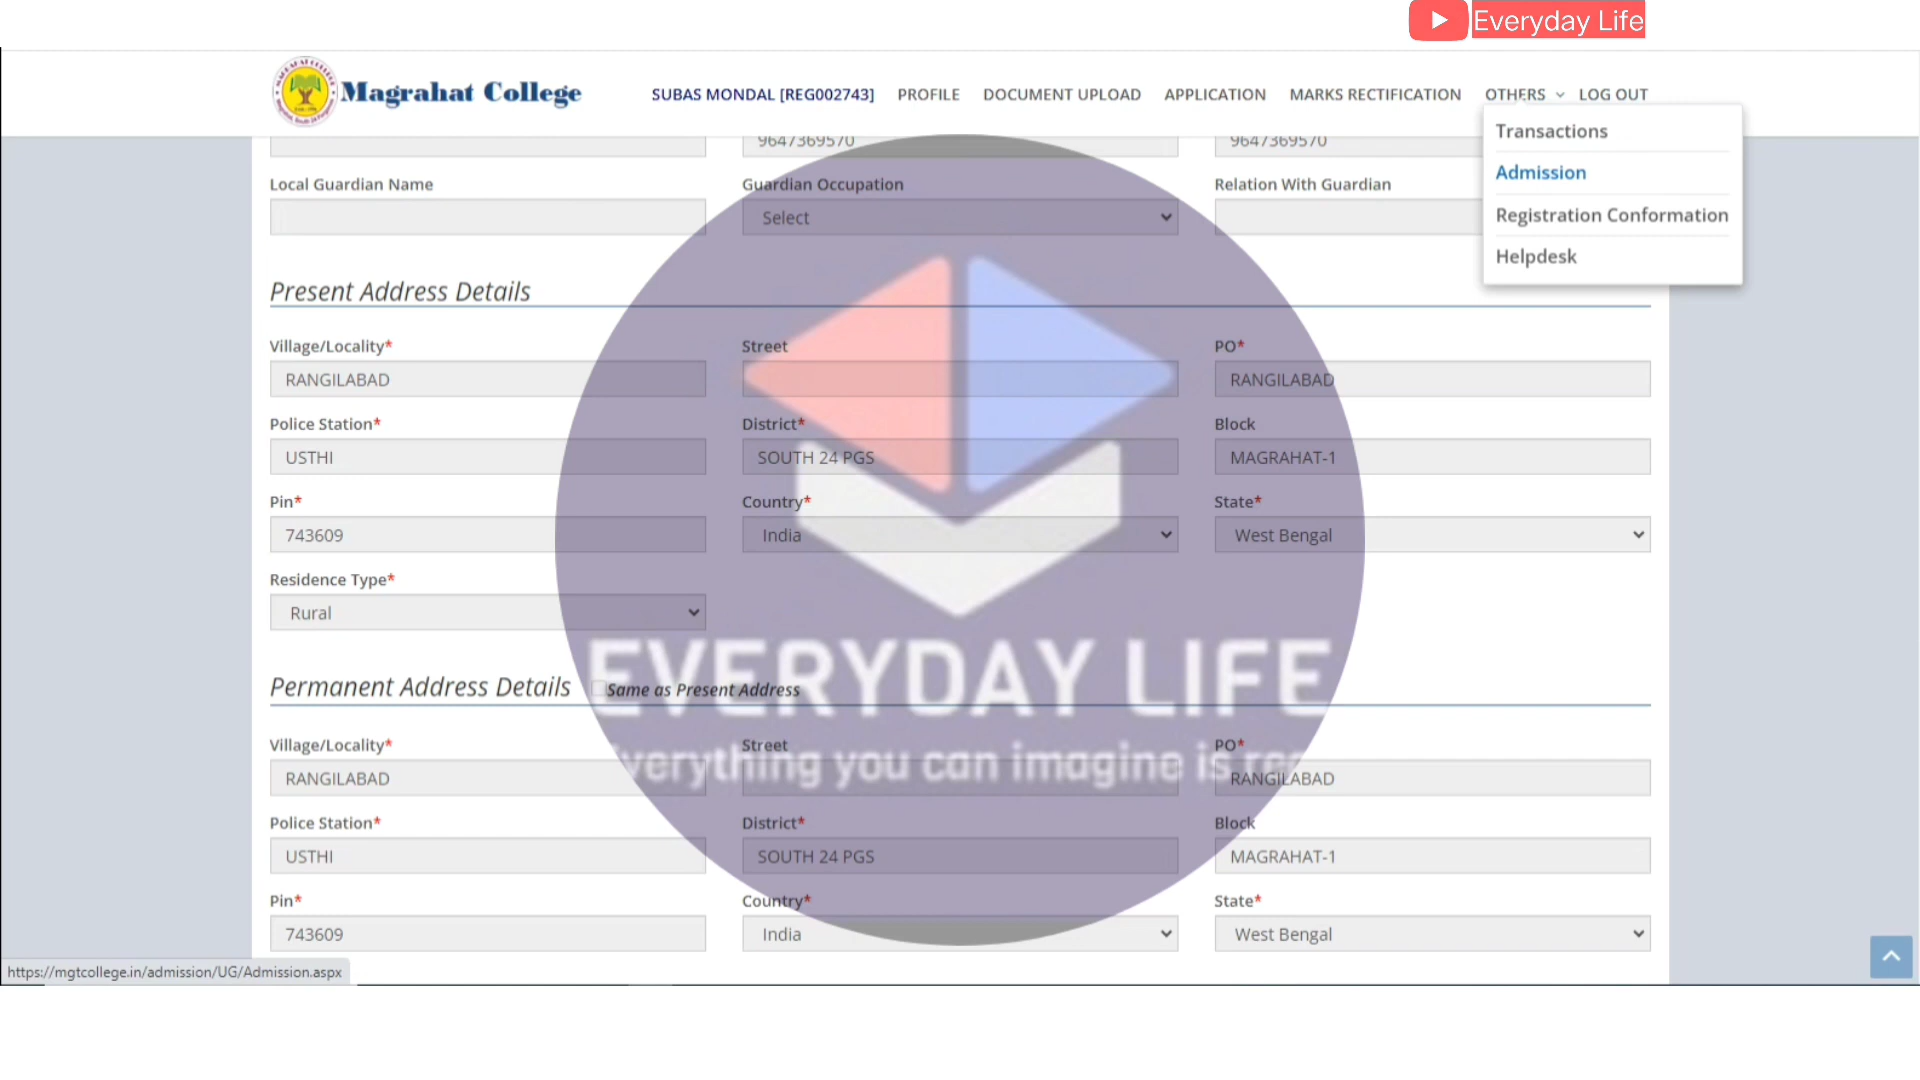 Everyday Life
Magrahat College
SUBAS MONDAL [REG002743] PROFILE DOCUMENT UPLOAD APPLICATION MARKS RECTIFICATION OTHERS LOG OUT
Transactions
Admission
Registration Conformation
Helpdesk
9647369570 9647369570
Local Guardian Name Guardian Occupation Relation With Guardian
Select
Present Address Details
Village/Locality* Street PO*
RANGILABAD RANGILABAD
Police Station* District* Block
USTHI SOUTH 24 PGS MAGRAHAT-1
Pin* Country* State*
743609 India West Bengal
Residence Type*
Rural
EVERYDAY LIFE
Permanent Address Details Same as Present Address
Village/Locality* Street PO*
you can imagine is
RANGILABAD RANGILABAD
Police Station* District* Block
USTHI SOUTH 24 PGS MAGRAHAT-1
Pin* Country* State*
743609 India West Bengal
https://mgtcollege.in/admission/UG/Admission.aspx